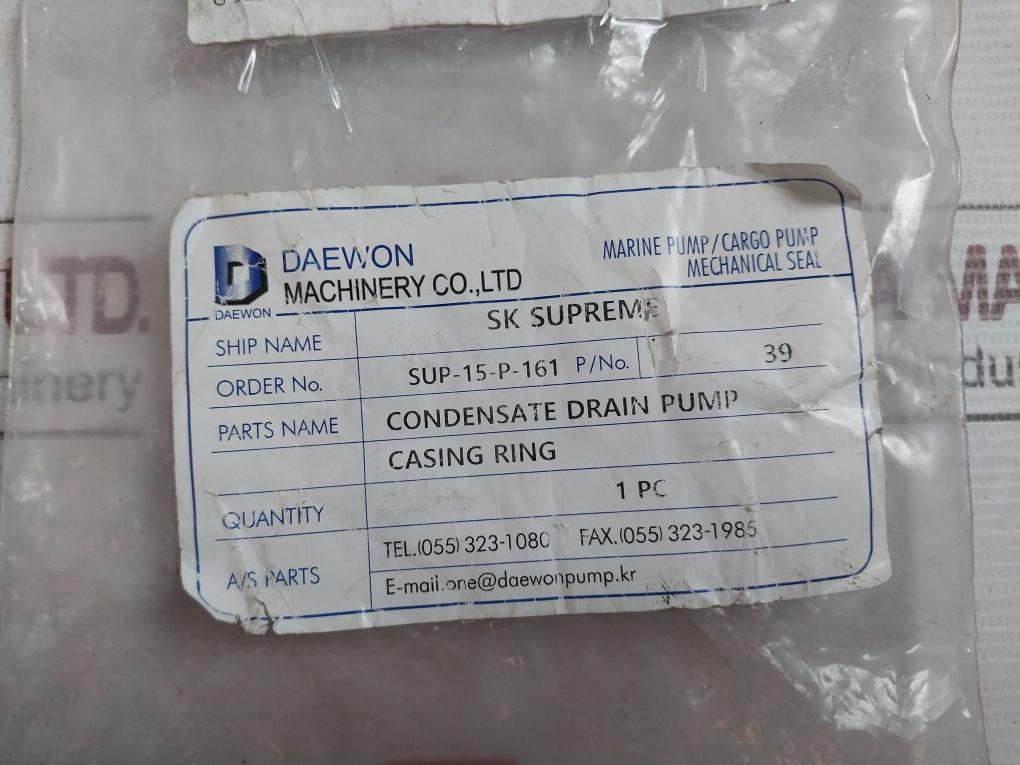 DAEWON
MACHINERY CO.,LTD
DAEWON
MARINE PUMP/CARGO PUMP
MECHANICAL SEAL
SHIP NAME SK SUPREME
ORDER No. SUP-15-P-161 P/No. 39
PARTS NAME CONDENSATE DRAIN PUMP
CASING RING
QUANTITY 1 PC
A/S PARTS
TEL.(055) 323-1080 FAX.(055) 323-1985
E-mail.one@daewonpump.kr